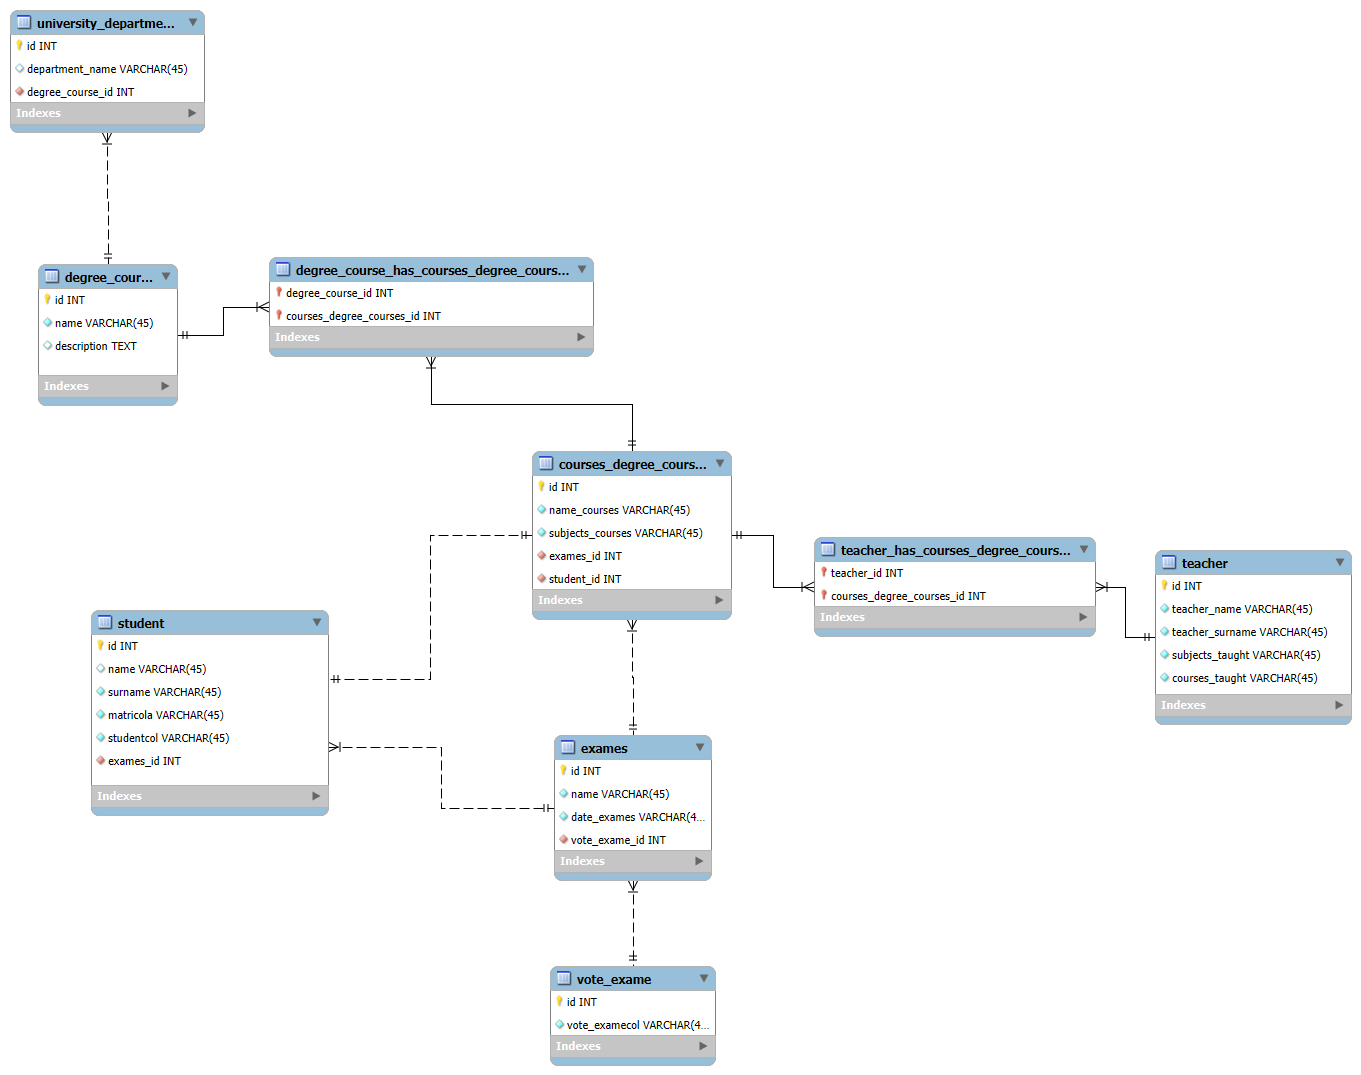 university_departme...
id INT
department_name VARCHAR(45)
degree_course_id INT
Indexes
degree_cour...
id INT
name VARCHAR(45)
description TEXT
Indexes
degree_course_has_courses_degree_cours...
degree_course_id INT
courses_degree_courses_id INT
Indexes
courses_degree_cours...
id INT
name_courses VARCHAR(45)
subjects_courses VARCHAR(45)
exames_id INT
student_id INT
Indexes
teacher_has_courses_degree_cours...
teacher_id INT
courses_degree_courses_id INT
Indexes
teacher
id INT
teacher_name VARCHAR(45)
teacher_surname VARCHAR(45)
subjects_taught VARCHAR(45)
courses_taught VARCHAR(45)
Indexes
student
id INT
name VARCHAR(45)
surname VARCHAR(45)
matricola VARCHAR(45)
studentcol VARCHAR(45)
exames_id INT
Indexes
exames
id INT
name VARCHAR(45)
date_exames VARCHAR(4...
vote_exame_id INT
Indexes
vote_exame
id INT
vote_examecol VARCHAR(4...
Indexes